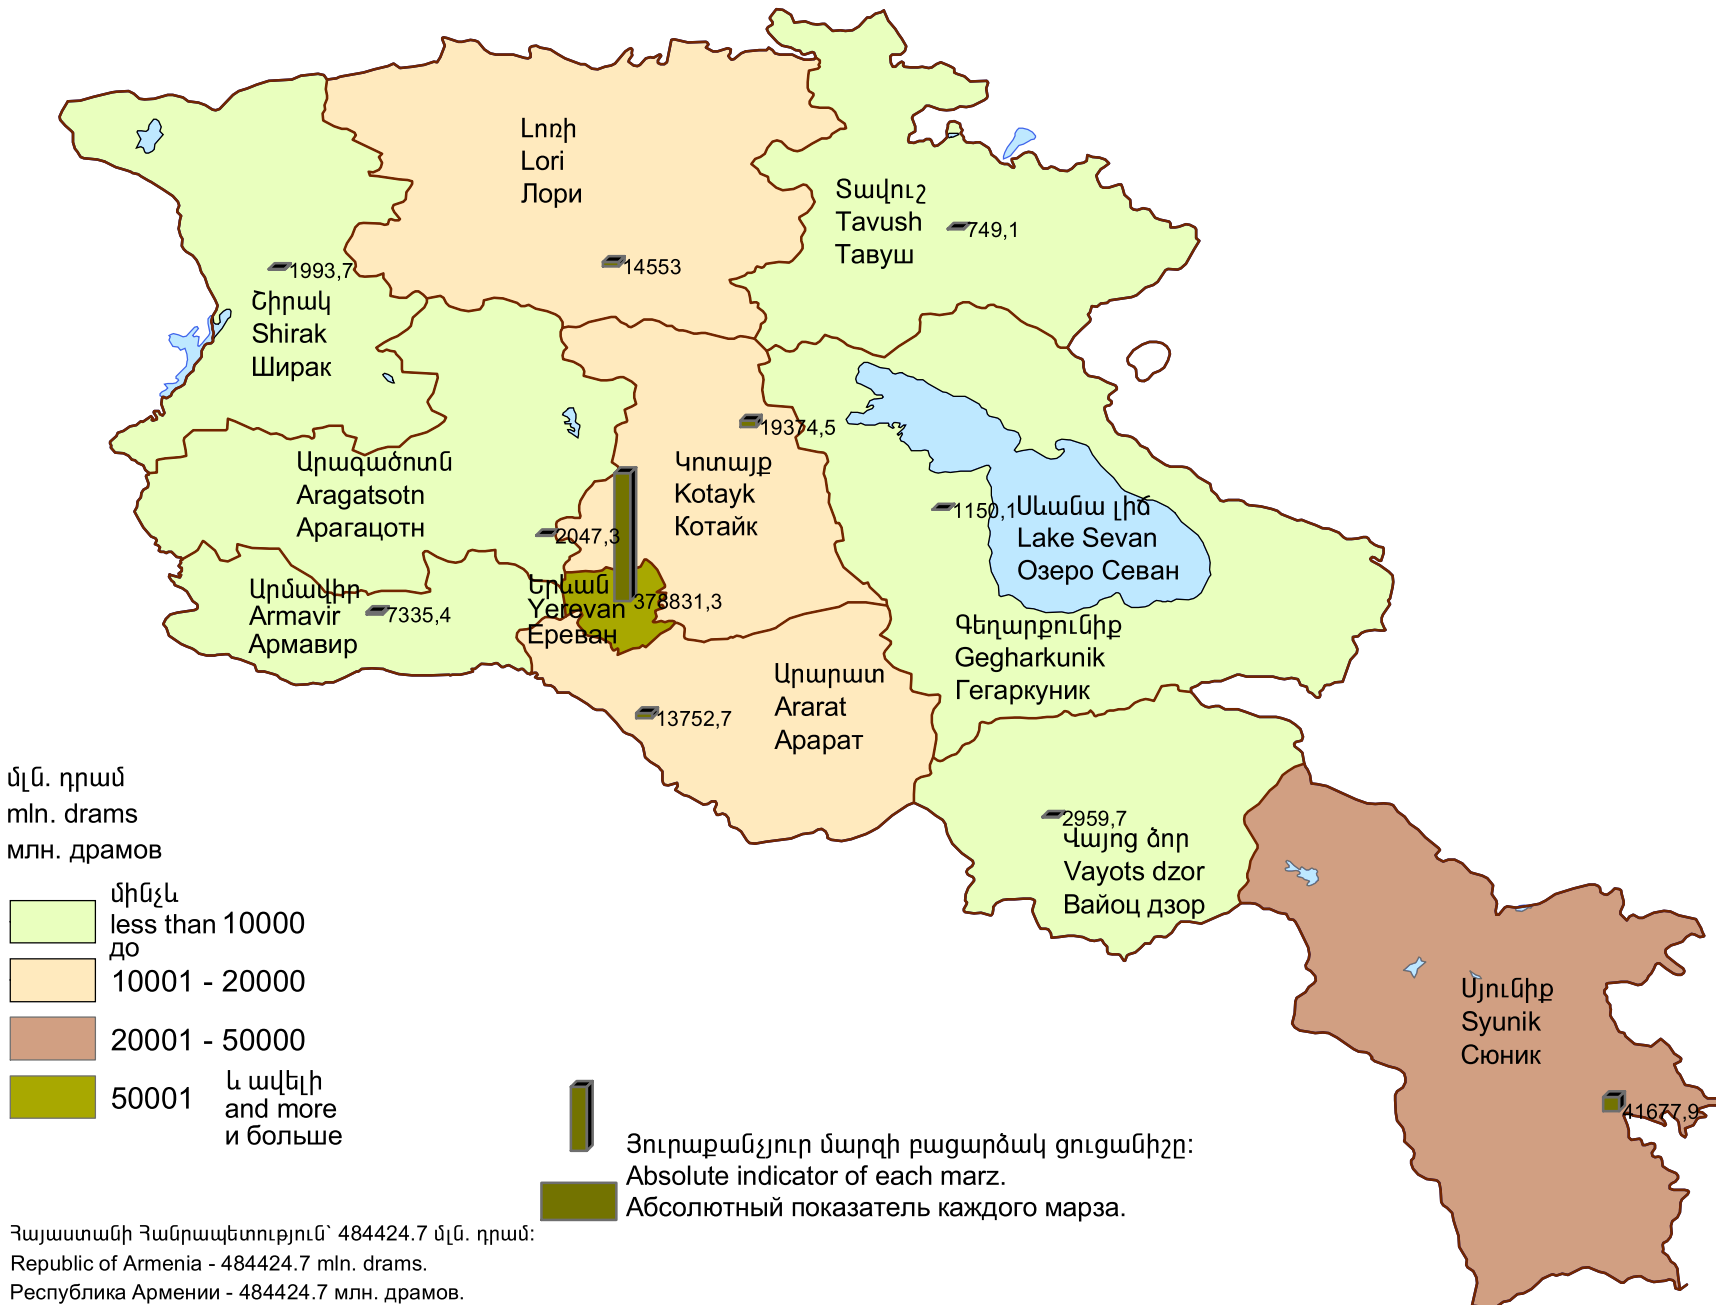 Լոռի
Lori
Лори
14553
Տավուշ
Tavush
Тавуш
749,1
1993,7
Շիրակ
Shirak
Ширак
19374,5
Կոտայք
Kotayk
Котайк
Արագածոտն
Aragatsotn
Арагацотн
2047,3
1150,1
Սևանա լիճ
Lake Sevan
Озеро Севан
Արմավիր
Armavir
Армавир
7335,4
Երևան
Yerevan
Ереван
378831,3
Գեղարքունիք
Gegharkunik
Гегаркуник
Արարատ
Ararat
Арарат
13752,7
2959,7
Վայոց ձոր
Vayots dzor
Вайоц дзор
Սյունիք
Syunik
Сюник
41677,9
մլն. դրամ
mln. drams
млн. драмов
մինչև
less than 10000
до
10001 - 20000
20001 - 50000
50001
և ավելի
and more
и больше
Յուրաքանչյուր մարզի բացարձակ ցուցանիշը:
Absolute indicator of each marz.
Абсолютный показатель каждого марза.
Հայաստանի Հանրապետություն` 484424.7 մլն. դրամ:
Republic of Armenia - 484424.7 mln. drams.
Республика Армении - 484424.7 млн. драмов.